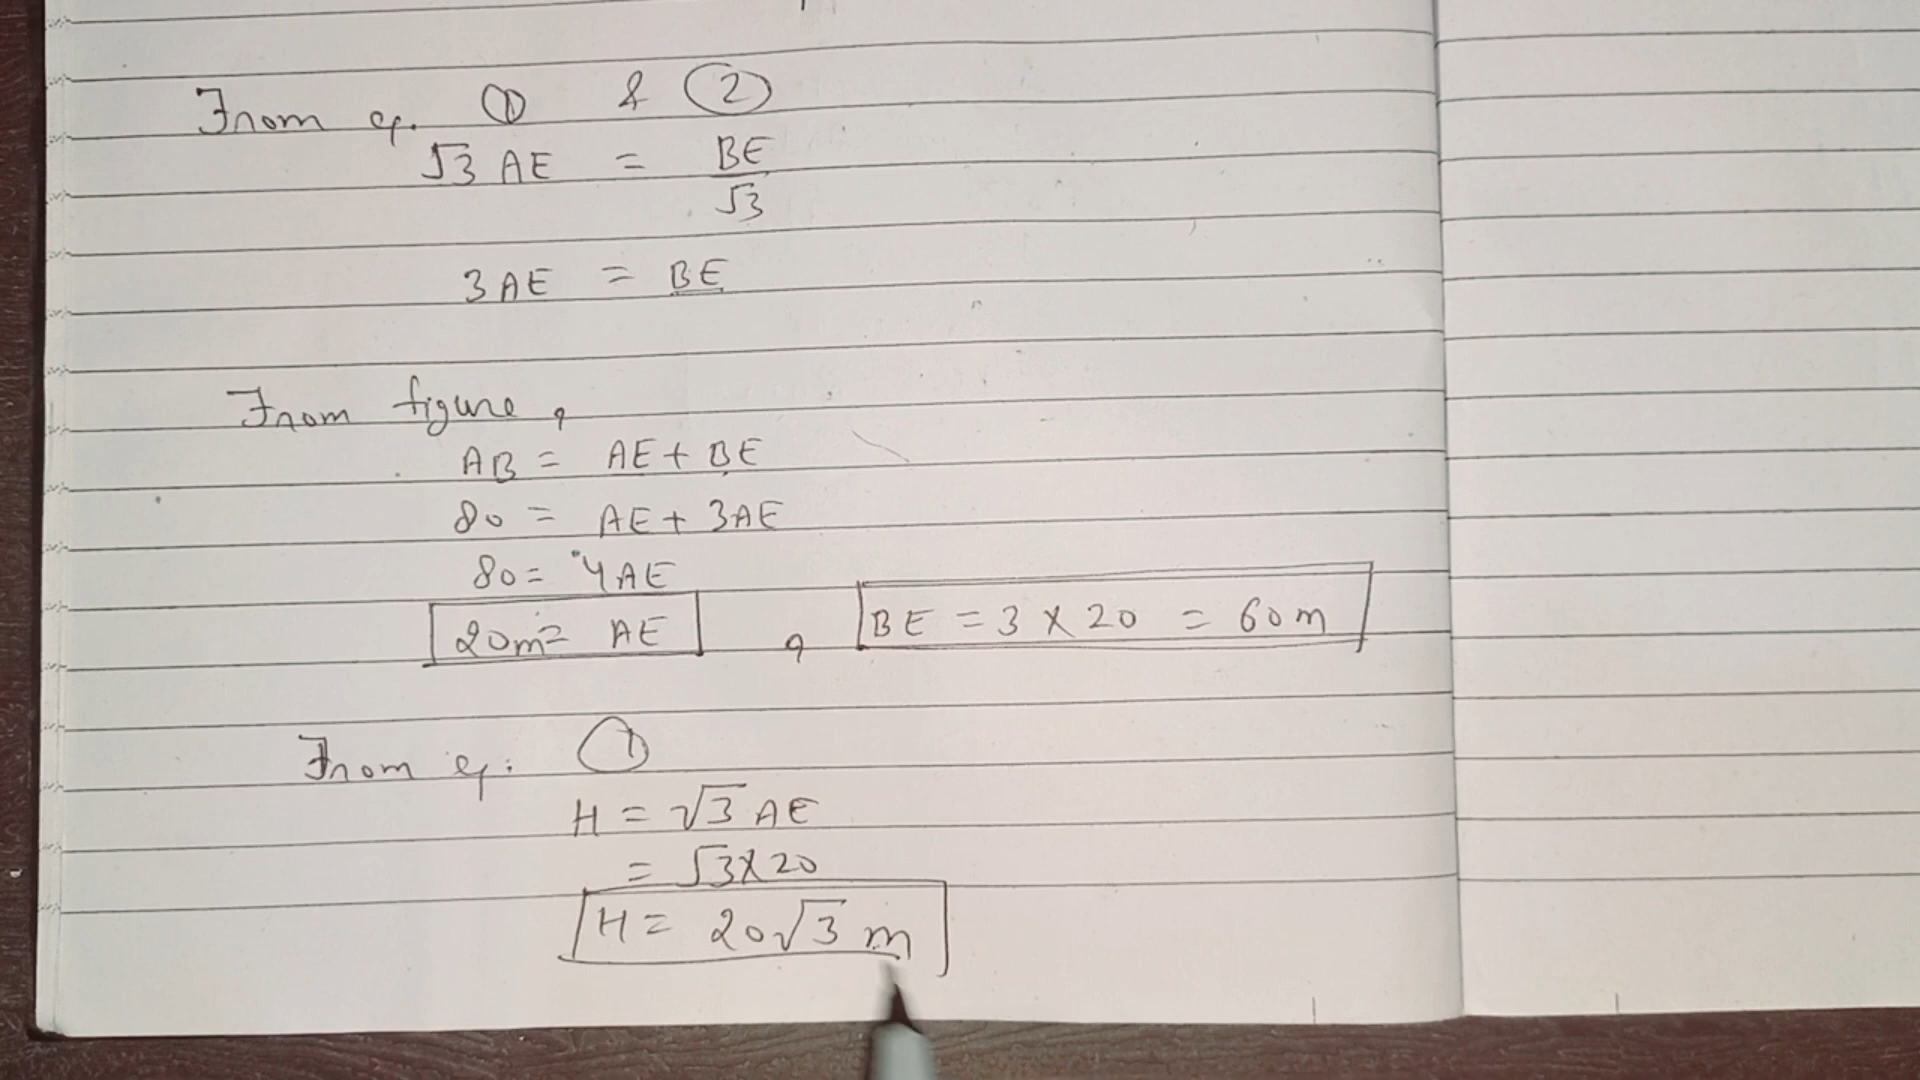 From eq. ① & ②
√3 AE = BE/√3
3AE = BE
From figure,
AB = AE + BE
80 = AE + 3AE
80 = 4AE
20m = AE , BE = 3 × 20 = 60m
From eq. ①
H = √3 AE
= √3 × 20
H = 20√3 m